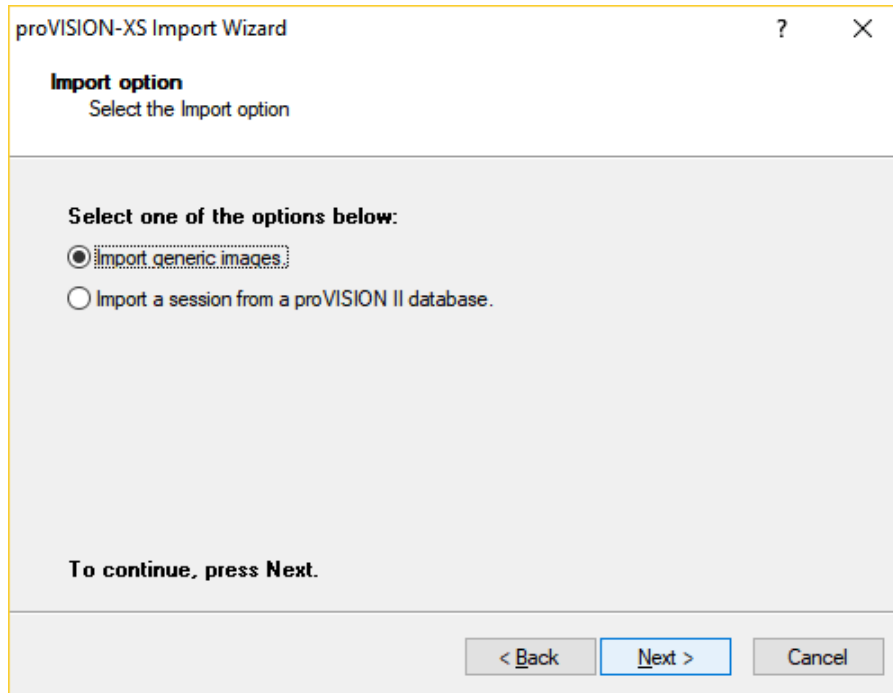 proVISION-XS Import Wizard ?
Import option
Select the Import option
Select one of the options below:
Import generic images.
Import a session from a proVISION II database.
To continue, press Next.
< Back Next > Cancel